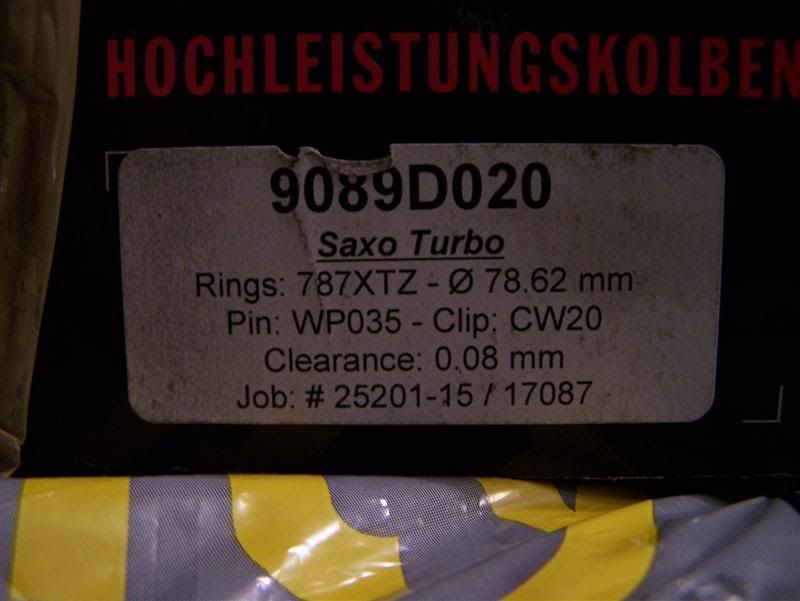 HOCHLEISTUNGSKOLBEN
9089D020
Saxo Turbo
Rings: 787XTZ - Ø 78.62 mm
Pin: WP035 - Clip: CW20
Clearance: 0.08 mm
Job: # 25201-15 / 17087